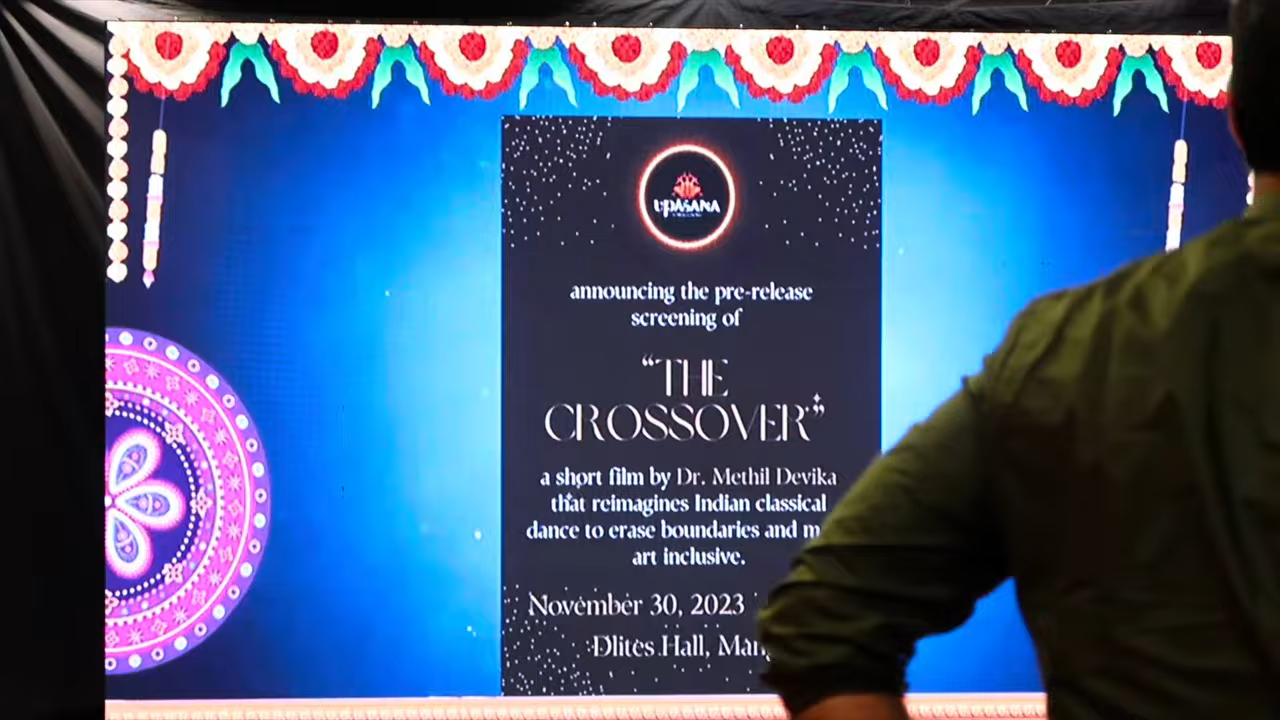 UPASANA
announcing the pre-release
screening of
“THE
CROSSOVER”
a short film by Dr. Methil Devika
that reimagines Indian classical
dance to erase boundaries and
art inclusive.
November 30, 2023
Dlites Hall,